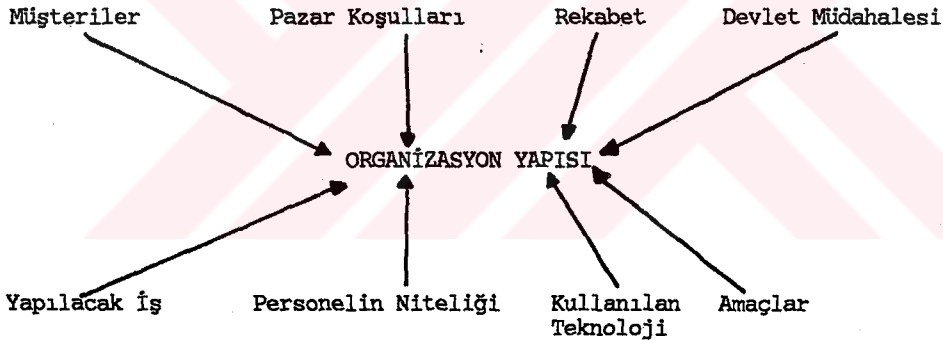 Müşteriler Pazar Koşulları Rekabet Devlet Müdahalesi
ORGANİZASYON YAPISI
Yapılacak İş Personelin Niteliği Kullanılan Amaçlar
Teknoloji